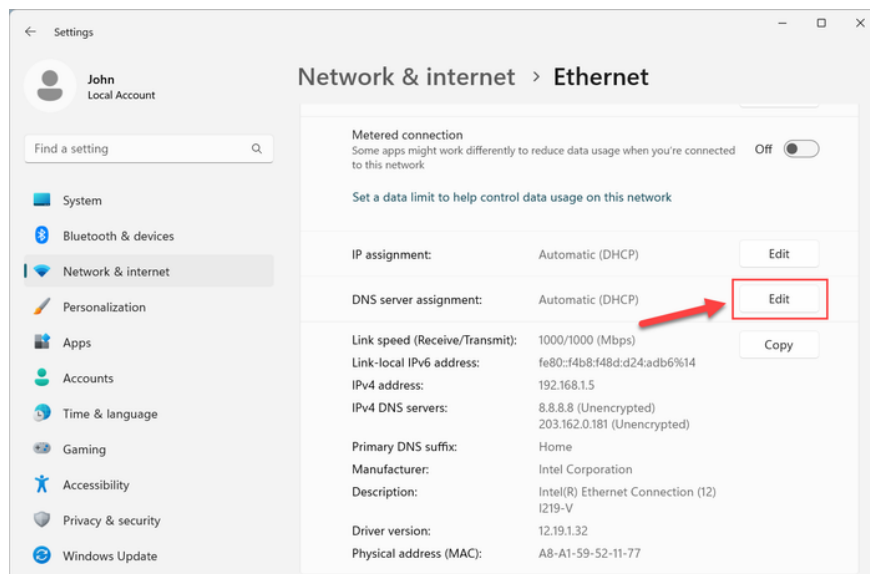 Settings
John
Local Account
Find a setting
System
Bluetooth & devices
Network & internet
Personalization
Apps
Accounts
Time & language
Gaming
Accessibility
Privacy & security
Windows Update
Network & internet › Ethernet
Metered connection
Some apps might work differently to reduce data usage when you're connected
to this network
Off
Set a data limit to help control data usage on this network
IP assignment: Automatic (DHCP) Edit
DNS server assignment: Automatic (DHCP) Edit
Link speed (Receive/Transmit): 1000/1000 (Mbps) Copy
Link-local IPv6 address: fe80::f4b8:f48d:d24:adb6%14
IPv4 address: 192.168.1.5
IPv4 DNS servers: 8.8.8.8 (Unencrypted)
203.162.0.181 (Unencrypted)
Primary DNS suffix: Home
Manufacturer: Intel Corporation
Description: Intel(R) Ethernet Connection (12)
I219-V
Driver version: 12.19.1.32
Physical address (MAC): A8-A1-59-52-11-77